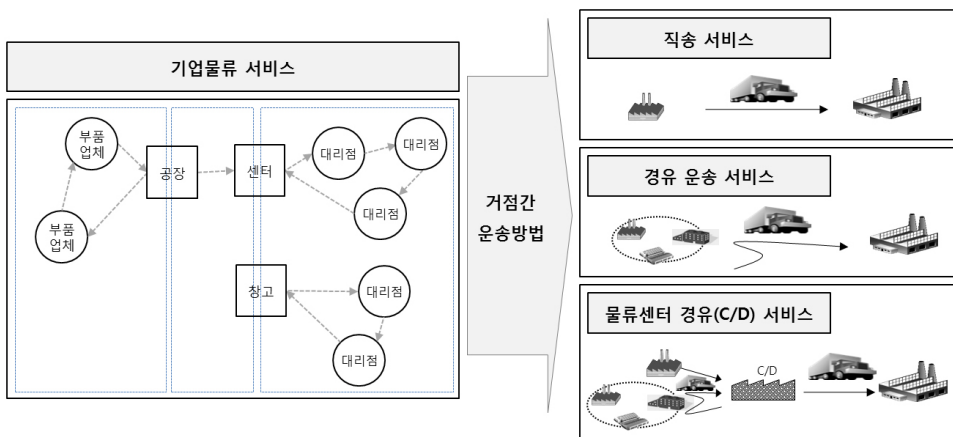 기업물류 서비스
부품
업체
부품
업체
공장
센터
대리점
대리점
대리점
창고
대리점
대리점
거점간
운송방법
직송 서비스
경유 운송 서비스
물류센터 경유(C/D) 서비스
C/D